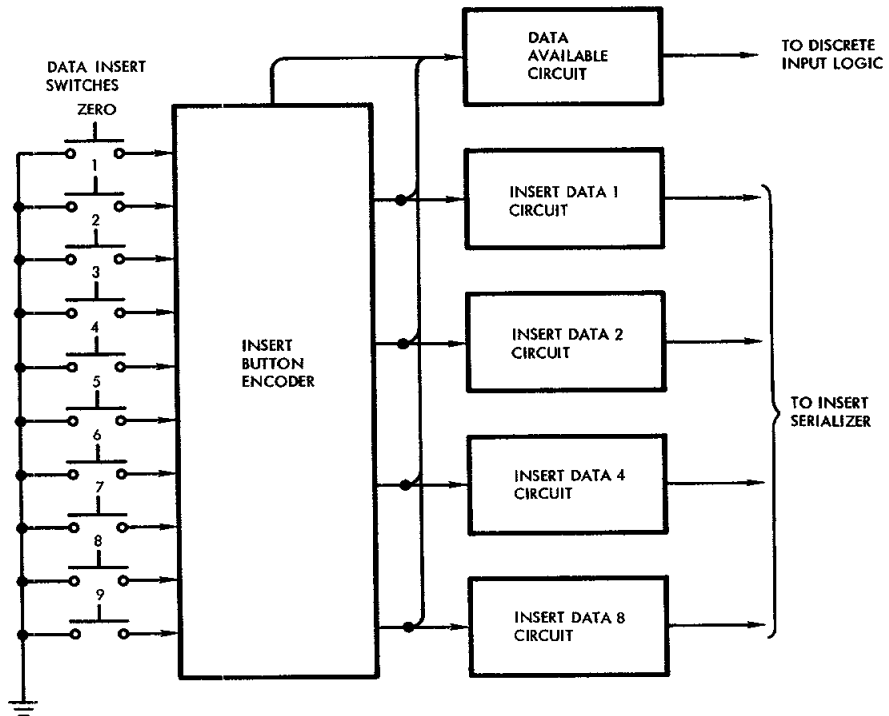 DATA
AVAILABLE
CIRCUIT
TO DISCRETE
INPUT LOGIC
DATA INSERT
SWITCHES
ZERO
1
2
3
4
5
6
7
8
9
INSERT
BUTTON
ENCODER
INSERT DATA 1
CIRCUIT
INSERT DATA 2
CIRCUIT
INSERT DATA 4
CIRCUIT
INSERT DATA 8
CIRCUIT
TO INSERT
SERIALIZER